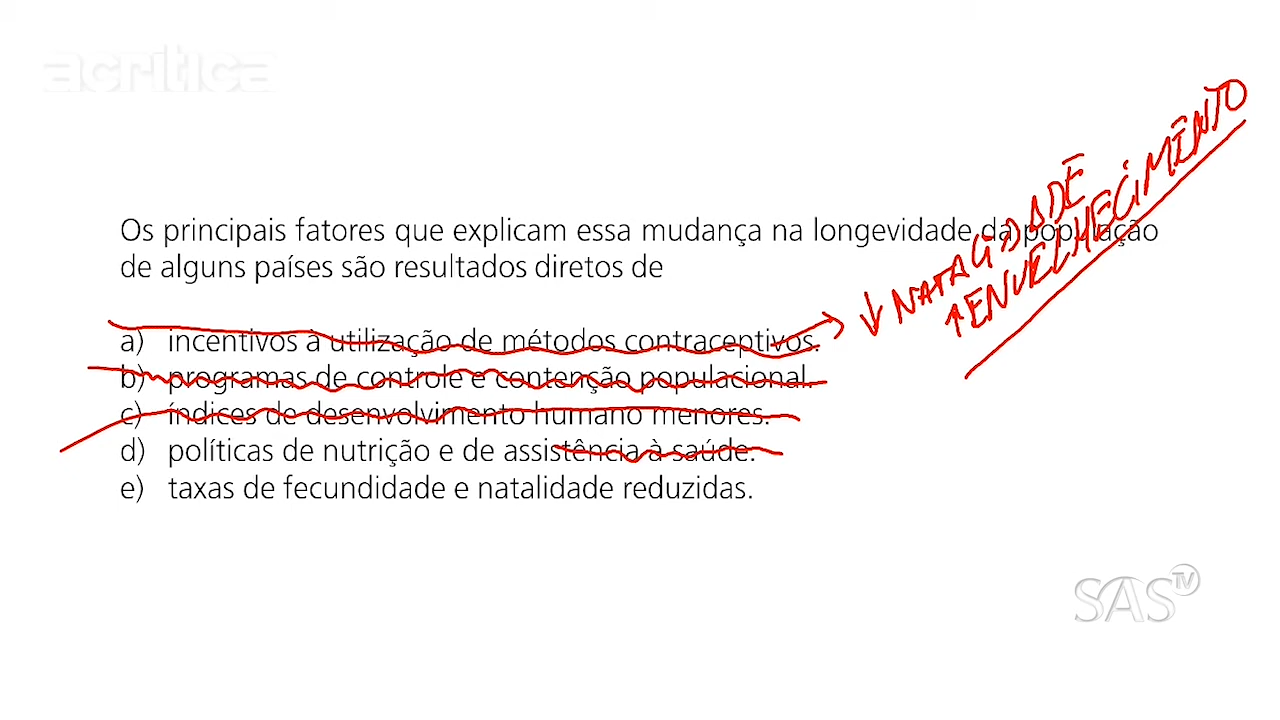 acritica
Os principais fatores que explicam essa mudança na longevidade da população
de alguns países são resultados diretos de
a) incentivos à utilização de métodos contraceptivos.
b) programas de controle e contenção populacional.
c) índices de desenvolvimento humano menores.
d) políticas de nutrição e de assistência à saúde.
e) taxas de fecundidade e natalidade reduzidas.
↓ NATALIDADE
↑ ENVELHECIMENTO
SAS TV